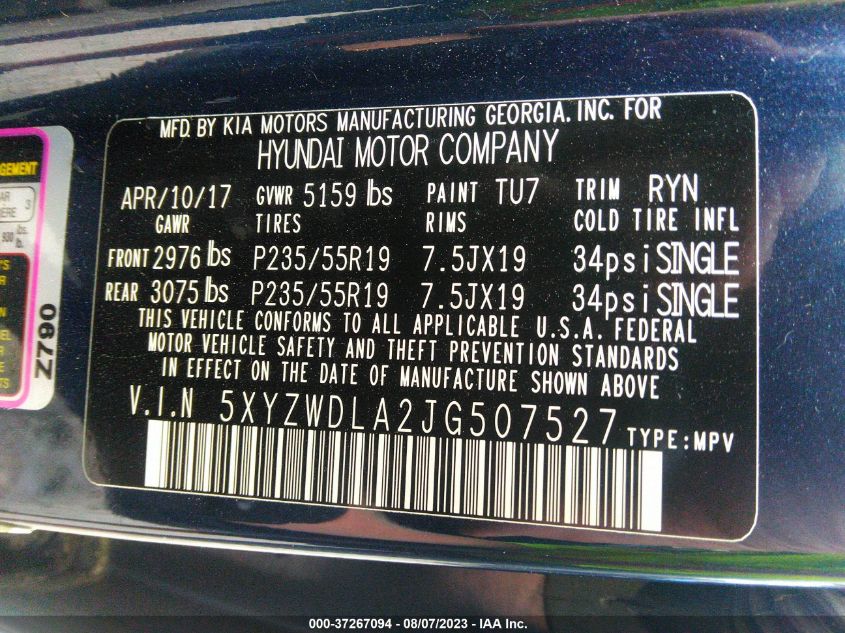 MFD. BY KIA MOTORS MANUFACTURING GEORGIA. INC. FOR
HYUNDAI MOTOR COMPANY
APR/10/17 GVWR 5159 lbs PAINT TU7 TRIM RYN
GAWR TIRES RIMS COLD TIRE INFL
FRONT 2976 lbs P235/55R19 7.5JX19 34psi SINGLE
REAR 3075 lbs P235/55R19 7.5JX19 34psi SINGLE
THIS VEHICLE CONFORMS TO ALL APPLICABLE U.S.A. FEDERAL
MOTOR VEHICLE SAFETY AND THEFT PREVENTION STANDARDS
IN EFFECT ON THE DATE OF MANUFACTURE SHOWN ABOVE
V.I.N 5XYZWDLA2JG507527 TYPE:MPV
Z790
000-37267094 - 08/07/2023 - IAA Inc.